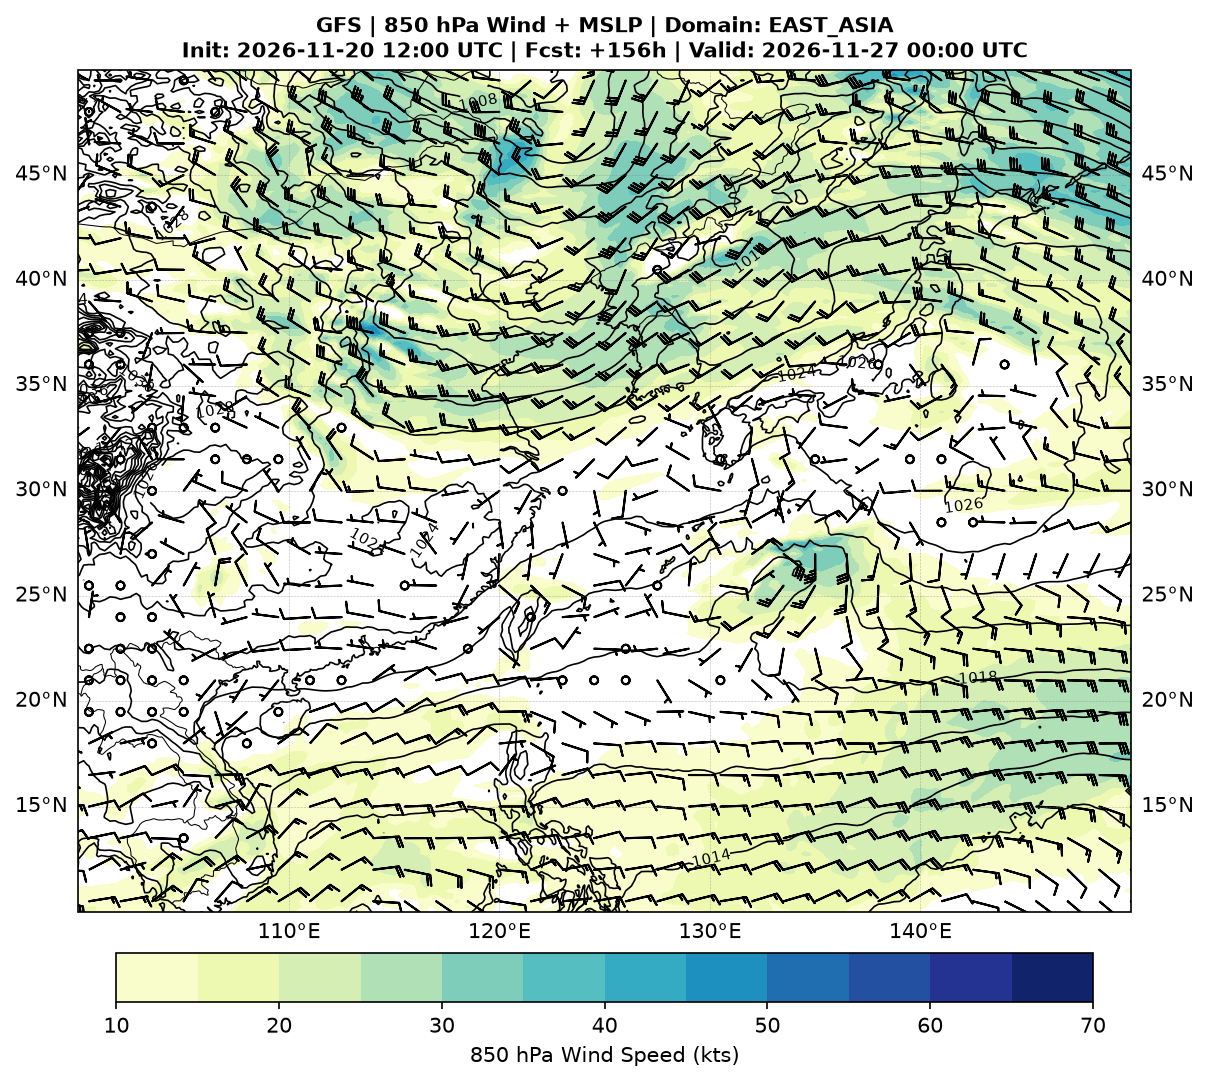 GFS | 850 hPa Wind + MSLP | Domain: EAST_ASIA
Init: 2026-11-20 12:00 UTC | Fcst: +156h | Valid: 2026-11-27 00:00 UTC
1008
45°N 45°N
40°N 40°N
1024 1026
35°N 35°N
30°N 30°N
1026
1024
25°N 25°N
1018
20°N 20°N
15°N 15°N
1014
110°E 120°E 130°E 140°E
10 20 30 40 50 60 70
850 hPa Wind Speed (kts)